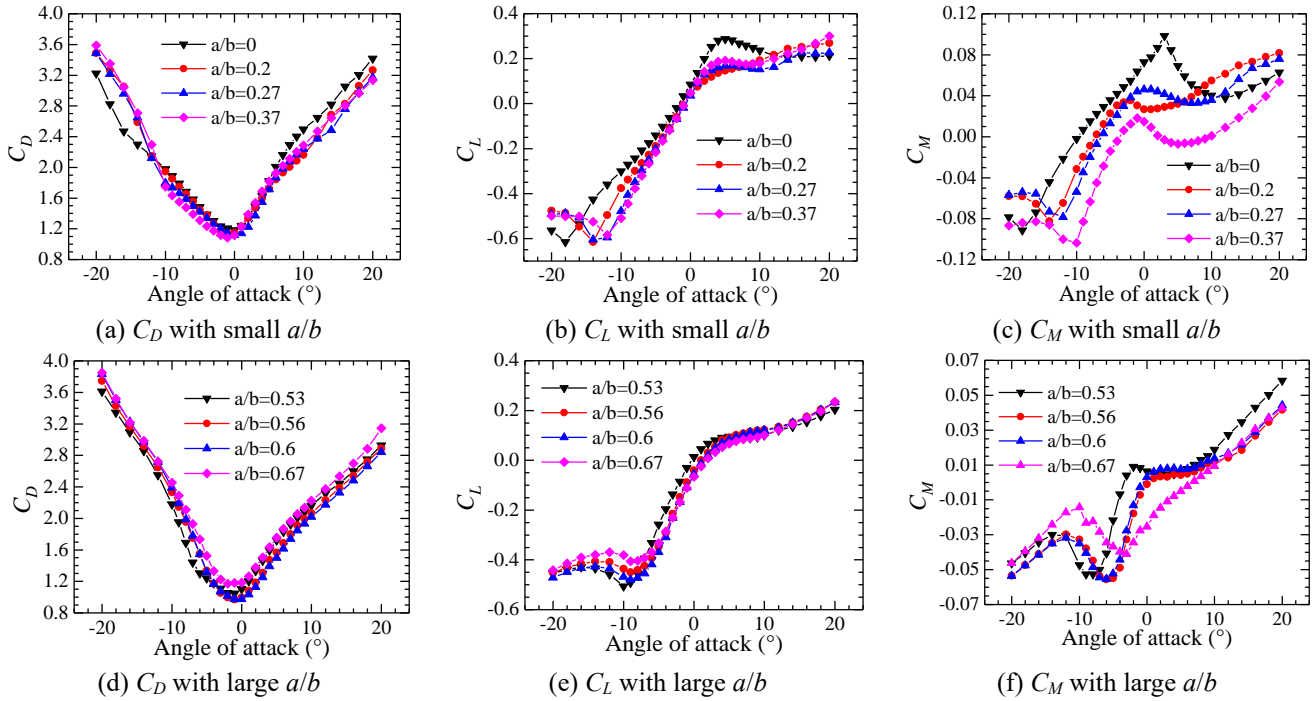 4.0
3.6
3.2
2.8
2.4
2.0
1.6
1.2
0.8
C_D
a/b=0
a/b=0.2
a/b=0.27
a/b=0.37
-20 -10 0 10 20
Angle of attack (°)
(a) C_D with small a/b
0.4
0.2
0.0
-0.2
-0.4
-0.6
C_L
a/b=0
a/b=0.2
a/b=0.27
a/b=0.37
-20 -10 0 10 20
Angle of attack (°)
(b) C_L with small a/b
0.12
0.08
0.04
0.00
-0.04
-0.08
-0.12
C_M
a/b=0
a/b=0.2
a/b=0.27
a/b=0.37
-20 -10 0 10 20
Angle of attack (°)
(c) C_M with small a/b
4.0
3.6
3.2
2.8
2.4
2.0
1.6
1.2
0.8
C_D
a/b=0.53
a/b=0.56
a/b=0.6
a/b=0.67
-20 -10 0 10 20
Angle of attack (°)
(d) C_D with large a/b
0.4
0.2
0.0
-0.2
-0.4
-0.6
C_L
a/b=0.53
a/b=0.56
a/b=0.6
a/b=0.67
-20 -10 0 10 20
Angle of attack (°)
(e) C_L with large a/b
0.07
0.05
0.03
0.01
-0.01
-0.03
-0.05
-0.07
C_M
a/b=0.53
a/b=0.56
a/b=0.6
a/b=0.67
-20 -10 0 10 20
Angle of attack (°)
(f) C_M with large a/b